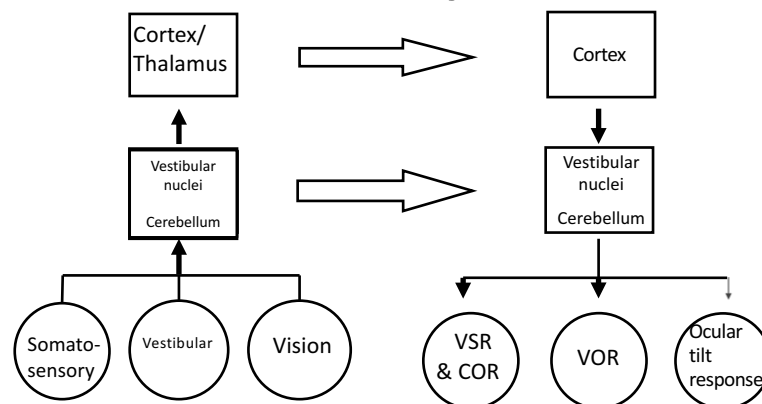 Cortex/
Thalamus
Cortex
Vestibular
nuclei
Cerebellum
Vestibular
nuclei
Cerebellum
Somato-
sensory
Vestibular
Vision
VSR
& COR
VOR
Ocular
tilt
response